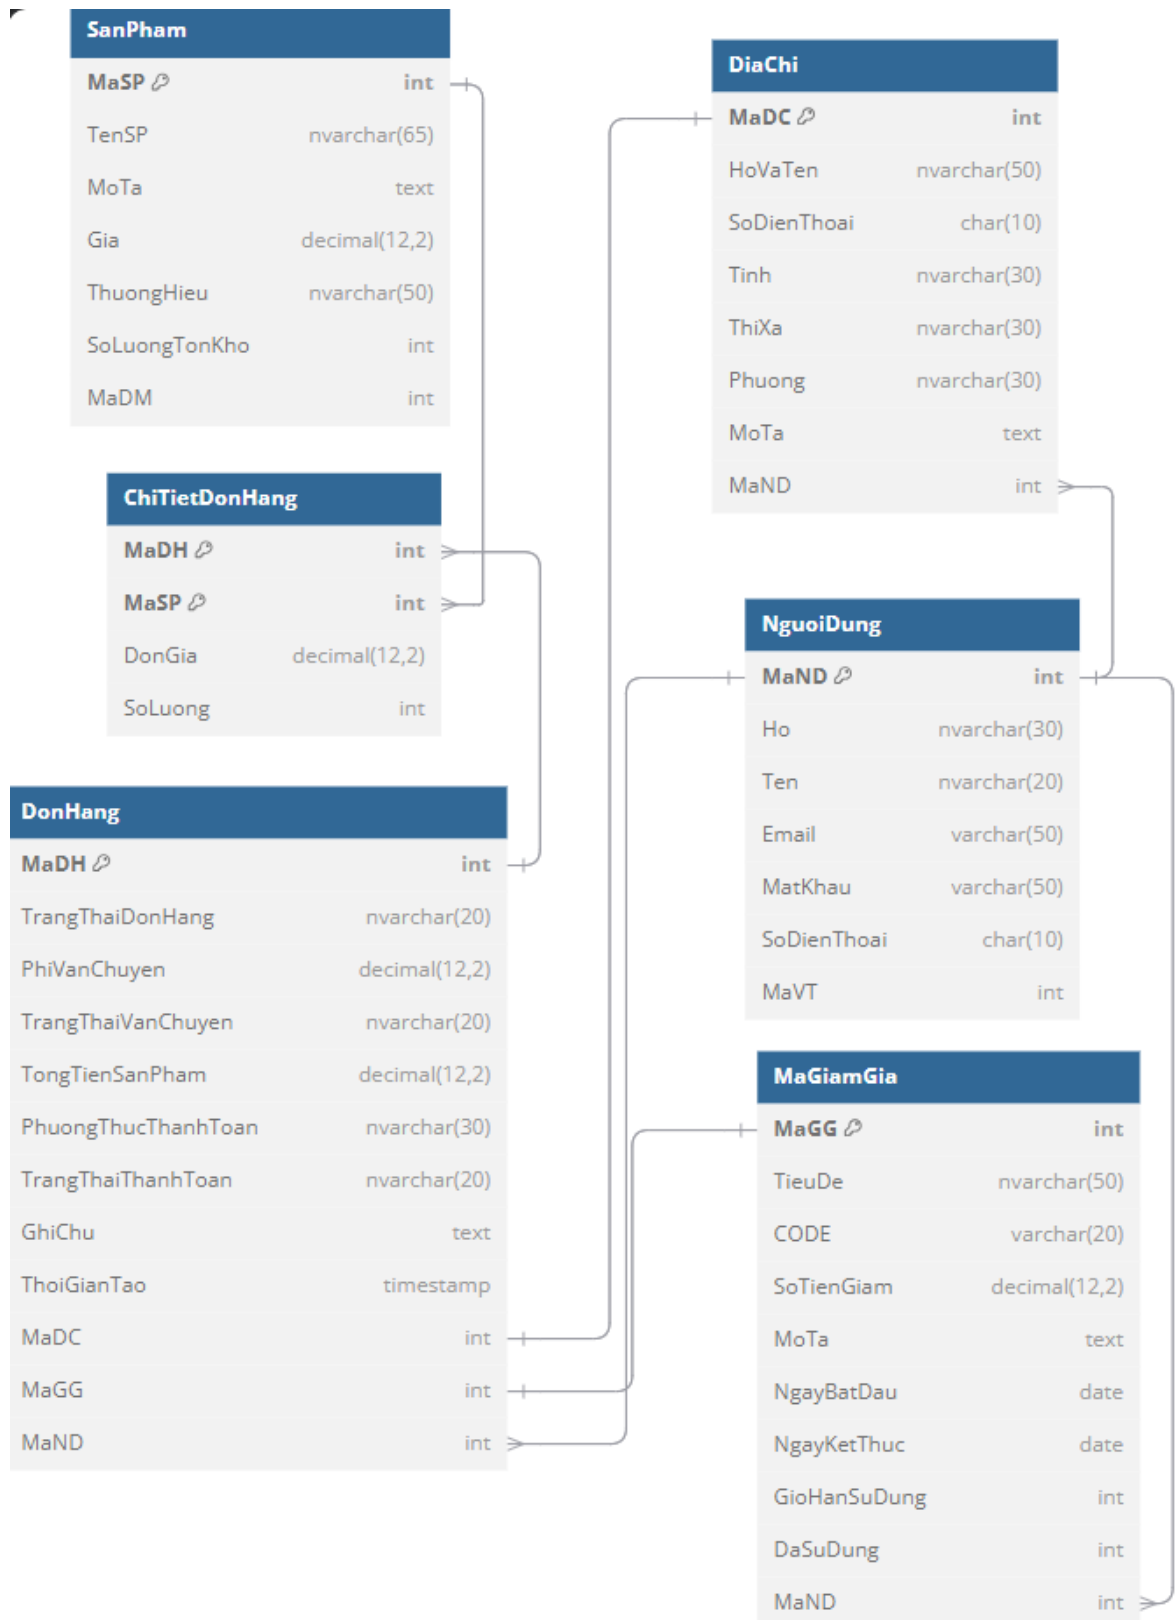 SanPham
MaSP int
TenSP nvarchar(65)
MoTa text
Gia decimal(12,2)
ThuongHieu nvarchar(50)
SoLuongTonKho int
MaDM int
ChiTietDonHang
MaDH int
MaSP int
DonGia decimal(12,2)
SoLuong int
DonHang
MaDH int
TrangThaiDonHang nvarchar(20)
PhiVanChuyen decimal(12,2)
TrangThaiVanChuyen nvarchar(20)
TongTienSanPham decimal(12,2)
PhuongThucThanhToan nvarchar(30)
TrangThaiThanhToan nvarchar(20)
GhiChu text
ThoiGianTao timestamp
MaDC int
MaGG int
MaND int
DiaChi
MaDC int
HoVaTen nvarchar(50)
SoDienThoai char(10)
Tinh nvarchar(30)
ThiXa nvarchar(30)
Phuong nvarchar(30)
MoTa text
MaND int
NguoiDung
MaND int
Ho nvarchar(30)
Ten nvarchar(20)
Email varchar(50)
MatKhau varchar(50)
SoDienThoai char(10)
MaVT int
MaGiamGia
MaGG int
TieuDe nvarchar(50)
CODE varchar(20)
SoTienGiam decimal(12,2)
MoTa text
NgayBatDau date
NgayKetThuc date
GioHanSuDung int
DaSuDung int
MaND int